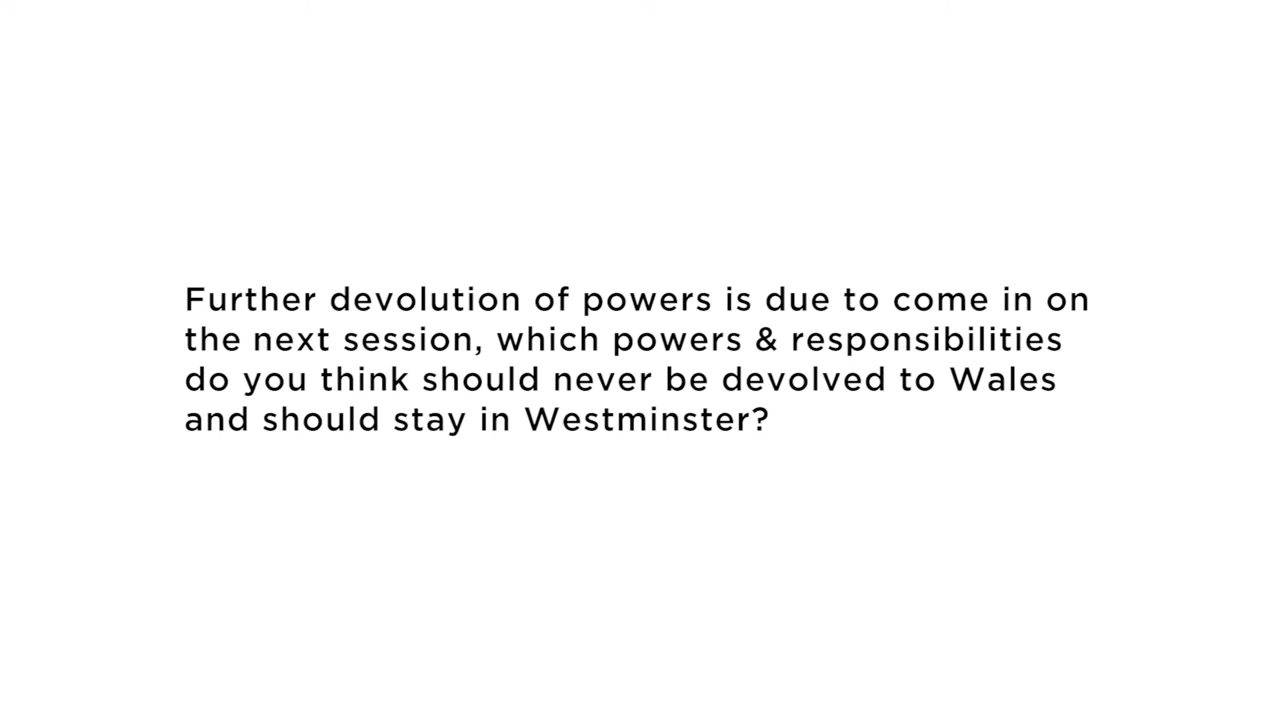 Further devolution of powers is due to come in on
the next session, which powers & responsibilities
do you think should never be devolved to Wales
and should stay in Westminster?